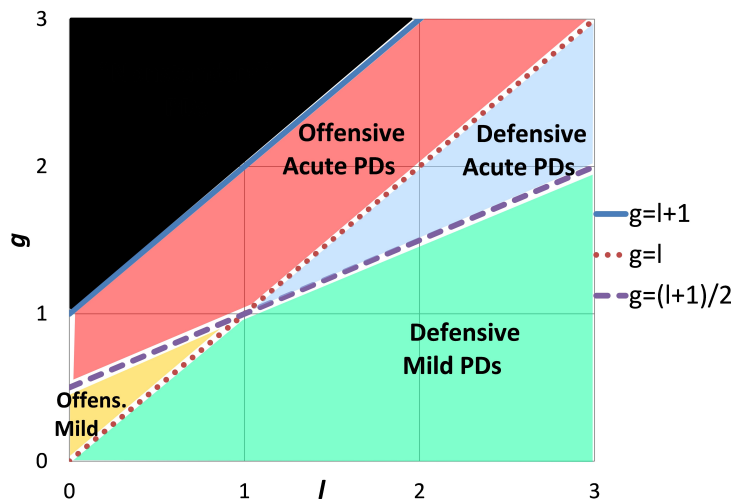 3
Offensive
Acute PDs
Defensive
Acute PDs
2
g
g=l+1
g=l
g=(l+1)/2
1
Defensive
Mild PDs
Offens.
Mild
0
0
1
l
2
3